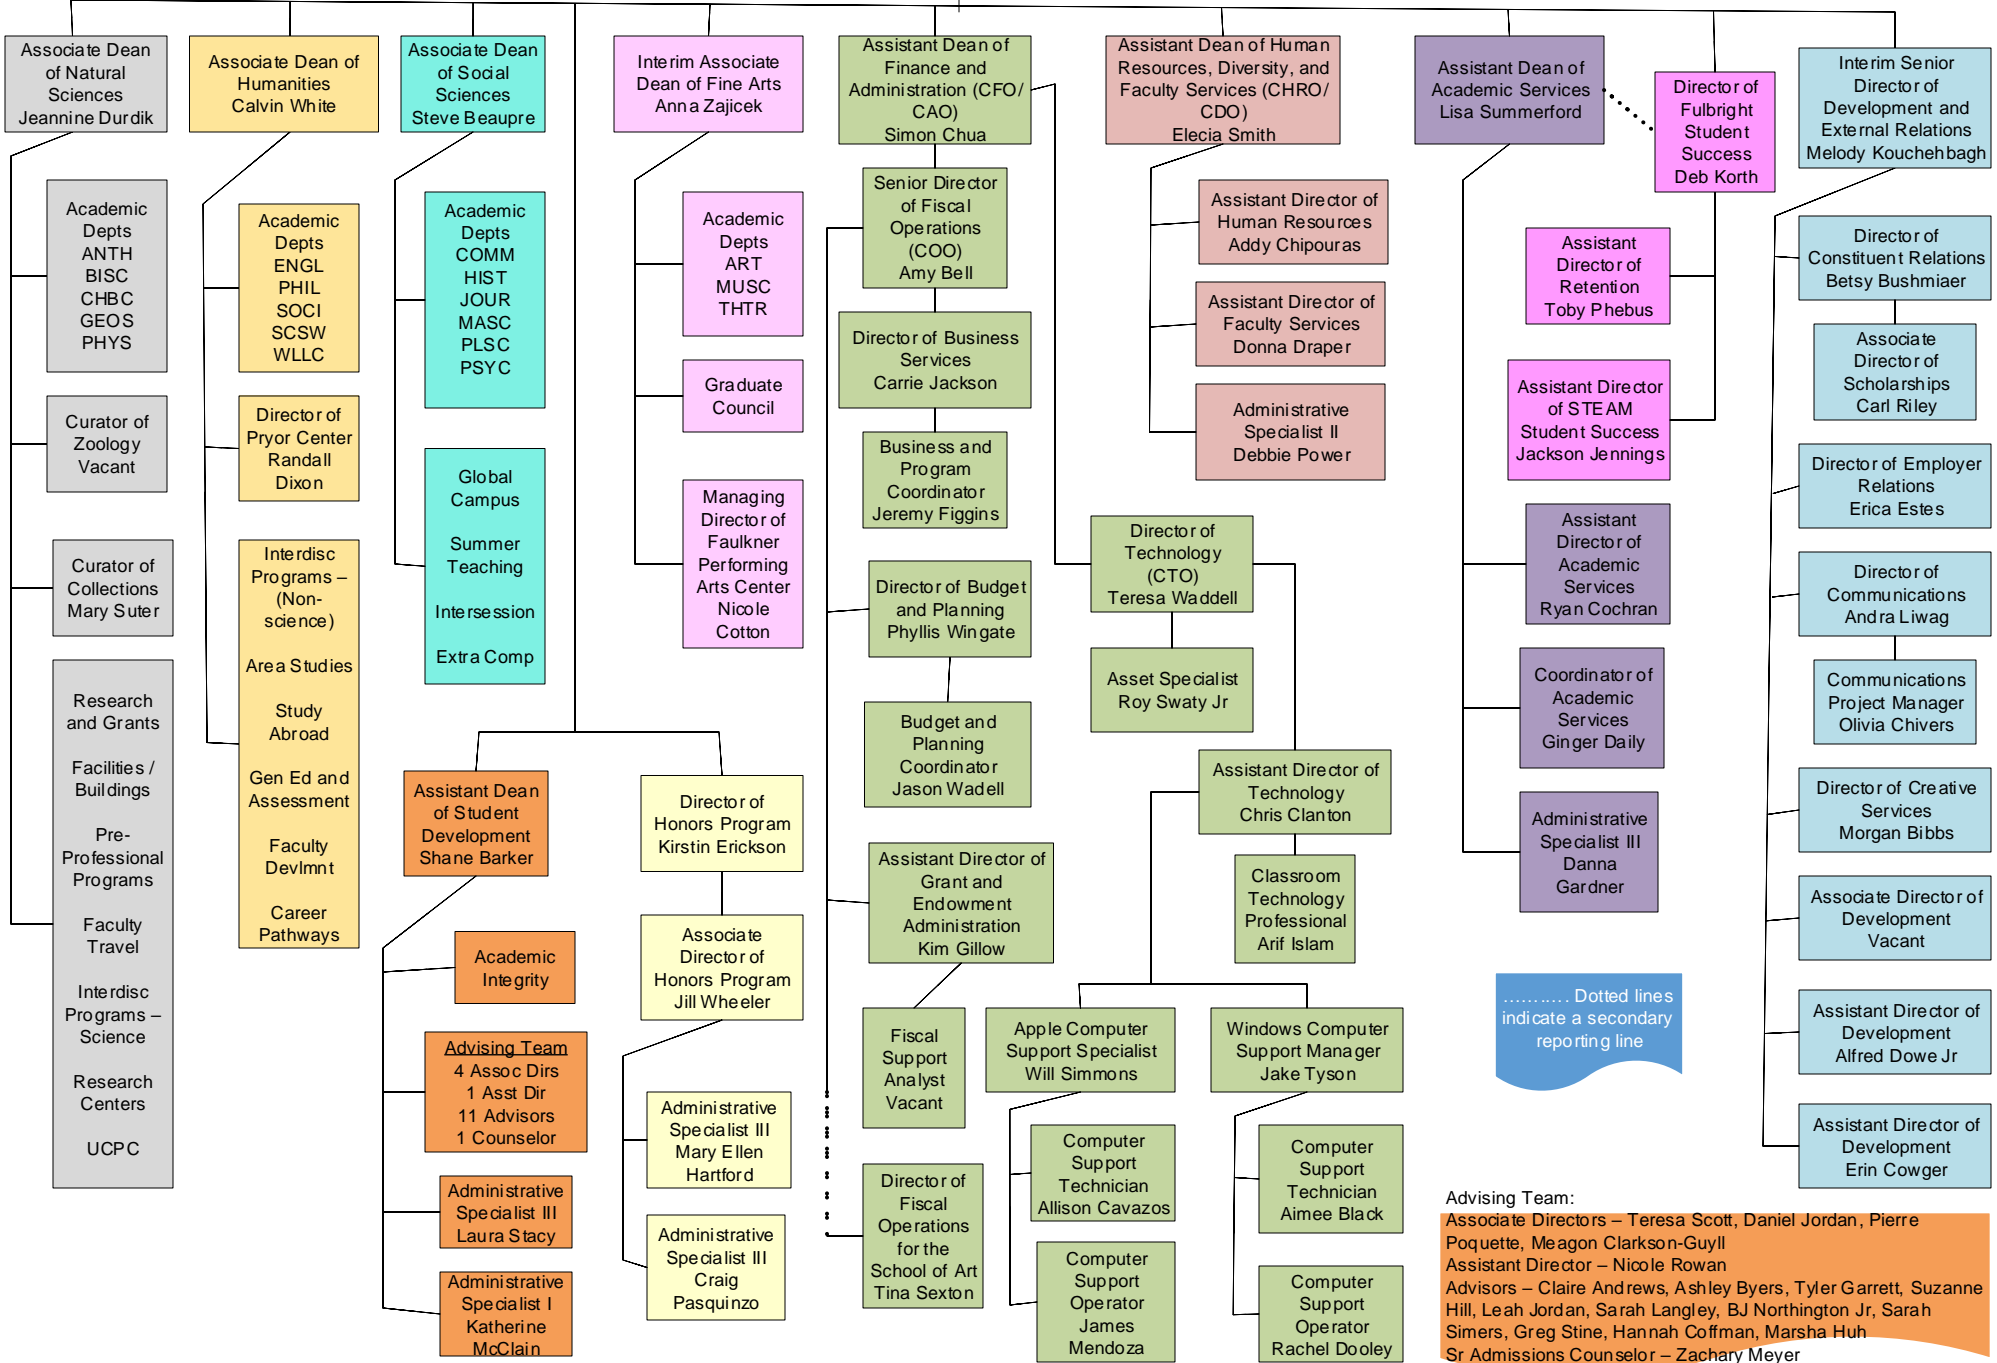 Associate Dean
of Natural
Sciences
Jeannine Durdik
Academic
Depts
ANTH
BISC
CHBC
GEOS
PHYS
Curator of
Zoology
Vacant
Curator of
Collections
Mary Suter
Research
and Grants
Facilities /
Buildings
Pre-
Professional
Programs
Faculty
Travel
Interdisc
Programs –
Science
Research
Centers
UCPC
Associate Dean of
Humanities
Calvin White
Academic
Depts
ENGL
PHIL
SOCI
SCSW
WLLC
Director of
Pryor Center
Randall
Dixon
Interdisc
Programs –
(Non-
science)
Area Studies
Study
Abroad
Gen Ed and
Assessment
Faculty
Devlmnt
Career
Pathways
Associate Dean
of Social
Sciences
Steve Beaupre
Academic
Depts
COMM
HIST
JOUR
MASC
PLSC
PSYC
Global
Campus
Summer
Teaching
Intersession
Extra Comp
Assistant Dean
of Student
Development
Shane Barker
Academic
Integrity
Advising Team
4 Assoc Dirs
1 Asst Dir
11 Advisors
1 Counselor
Administrative
Specialist III
Laura Stacy
Administrative
Specialist I
Katherine
McClain
Director of
Honors Program
Kirstin Erickson
Associate
Director of
Honors Program
Jill Wheeler
Administrative
Specialist III
Mary Ellen
Hartford
Administrative
Specialist III
Craig
Pasquinzo
Interim Associate
Dean of Fine Arts
Anna Zajicek
Academic
Depts
ART
MUSC
THTR
Graduate
Council
Managing
Director of
Faulkner
Performing
Arts Center
Nicole
Cotton
Assistant Dean of
Finance and
Administration (CFO/
CAO)
Simon Chua
Senior Director
of Fiscal
Operations
(COO)
Amy Bell
Director of Business
Services
Carrie Jackson
Business and
Program
Coordinator
Jeremy Figgins
Director of Budget
and Planning
Phyllis Wingate
Budget and
Planning
Coordinator
Jason Wadell
Assistant Director of
Grant and
Endowment
Administration
Kim Gillow
Fiscal
Support
Analyst
Vacant
Director of
Fiscal
Operations
for the
School of Art
Tina Sexton
Director of
Technology
(CTO)
Teresa Waddell
Asset Specialist
Roy Swaty Jr
Assistant Director of
Technology
Chris Clanton
Classroom
Technology
Professional
Arif Islam
Apple Computer
Support Specialist
Will Simmons
Computer
Support
Technician
Allison Cavazos
Computer
Support
Operator
James
Mendoza
Windows Computer
Support Manager
Jake Tyson
Computer
Support
Technician
Aimee Black
Computer
Support
Operator
Rachel Dooley
Assistant Dean of Human
Resources, Diversity, and
Faculty Services (CHRO/
CDO)
Elecia Smith
Assistant Director of
Human Resources
Addy Chipouras
Assistant Director of
Faculty Services
Donna Draper
Administrative
Specialist II
Debbie Power
Assistant Dean of
Academic Services
Lisa Summerford
Assistant
Director of
Academic
Services
Ryan Cochran
Coordinator of
Academic
Services
Ginger Daily
Administrative
Specialist III
Danna
Gardner
Director of
Fulbright
Student
Success
Deb Korth
Assistant
Director of
Retention
Toby Phebus
Assistant Director
of STEAM
Student Success
Jackson Jennings
Interim Senior
Director of
Development and
External Relations
Melody Kouchehbagh
Director of
Constituent Relations
Betsy Bushmiaer
Associate
Director of
Scholarships
Carl Riley
Director of Employer
Relations
Erica Estes
Director of
Communications
Andra Liwag
Communications
Project Manager
Olivia Chivers
Director of Creative
Services
Morgan Bibbs
Associate Director of
Development
Vacant
Assistant Director of
Development
Alfred Dowe Jr
Assistant Director of
Development
Erin Cowger
.......... Dotted lines
indicate a secondary
reporting line
Advising Team:
Associate Directors – Teresa Scott, Daniel Jordan, Pierre
Poquette, Meagon Clarkson-Guyll
Assistant Director – Nicole Rowan
Advisors – Claire Andrews, Ashley Byers, Tyler Garrett, Suzanne
Hill, Leah Jordan, Sarah Langley, BJ Northington Jr, Sarah
Simers, Greg Stine, Hannah Coffman, Marsha Huh
Sr Admissions Counselor – Zachary Meyer